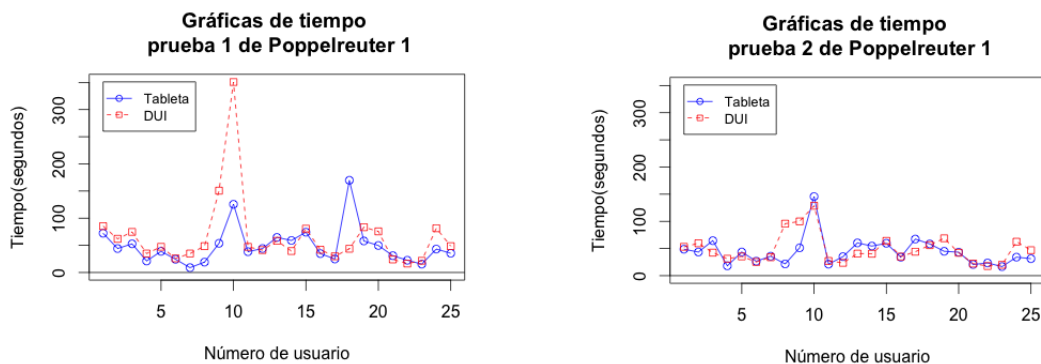 Gráficas de tiempo
prueba 1 de Poppelreuter 1
Tiempo(segundos)
0
100
200
300
Tableta
DUI
5
10
15
20
25
Número de usuario
Gráficas de tiempo
prueba 2 de Poppelreuter 1
Tiempo(segundos)
0
100
200
300
Tableta
DUI
5
10
15
20
25
Número de usuario